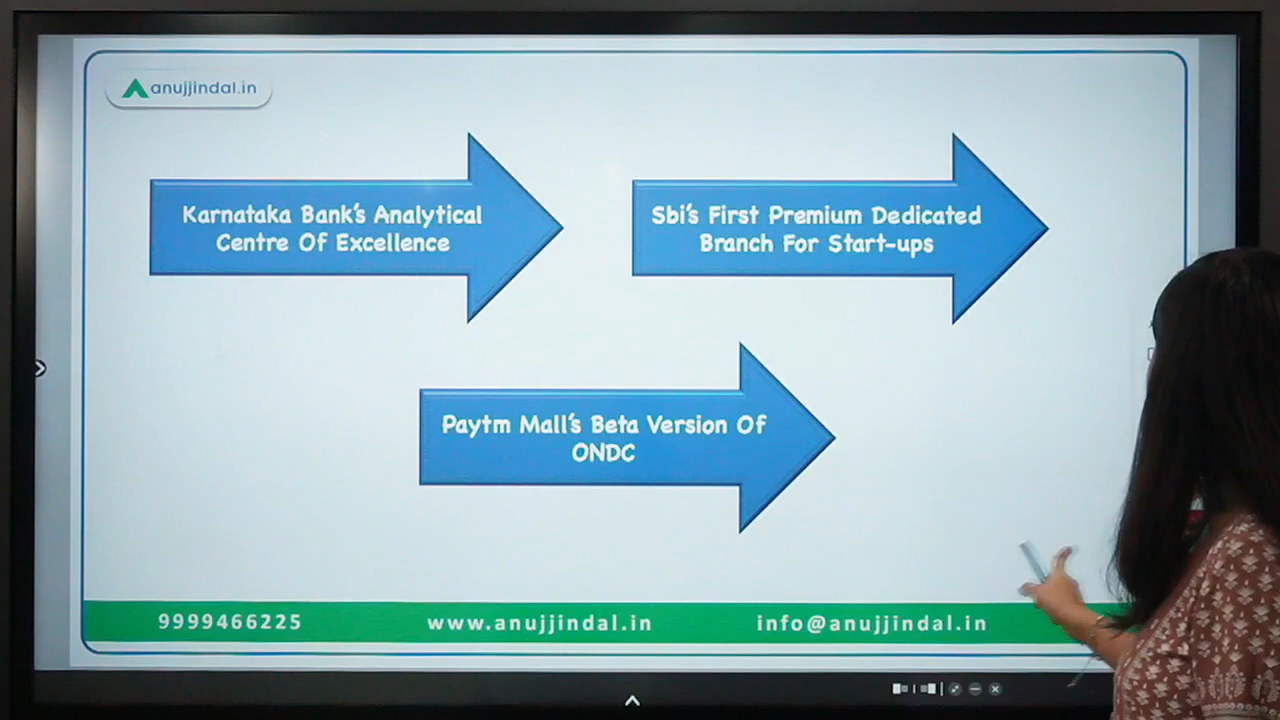 anujjindal.in
Karnataka Bank's Analytical
Centre Of Excellence
Sbi's First Premium Dedicated
Branch For Start-ups
Paytm Mall's Beta Version Of
ONDC
9999466225 www.anujjindal.in info@anujjindal.in